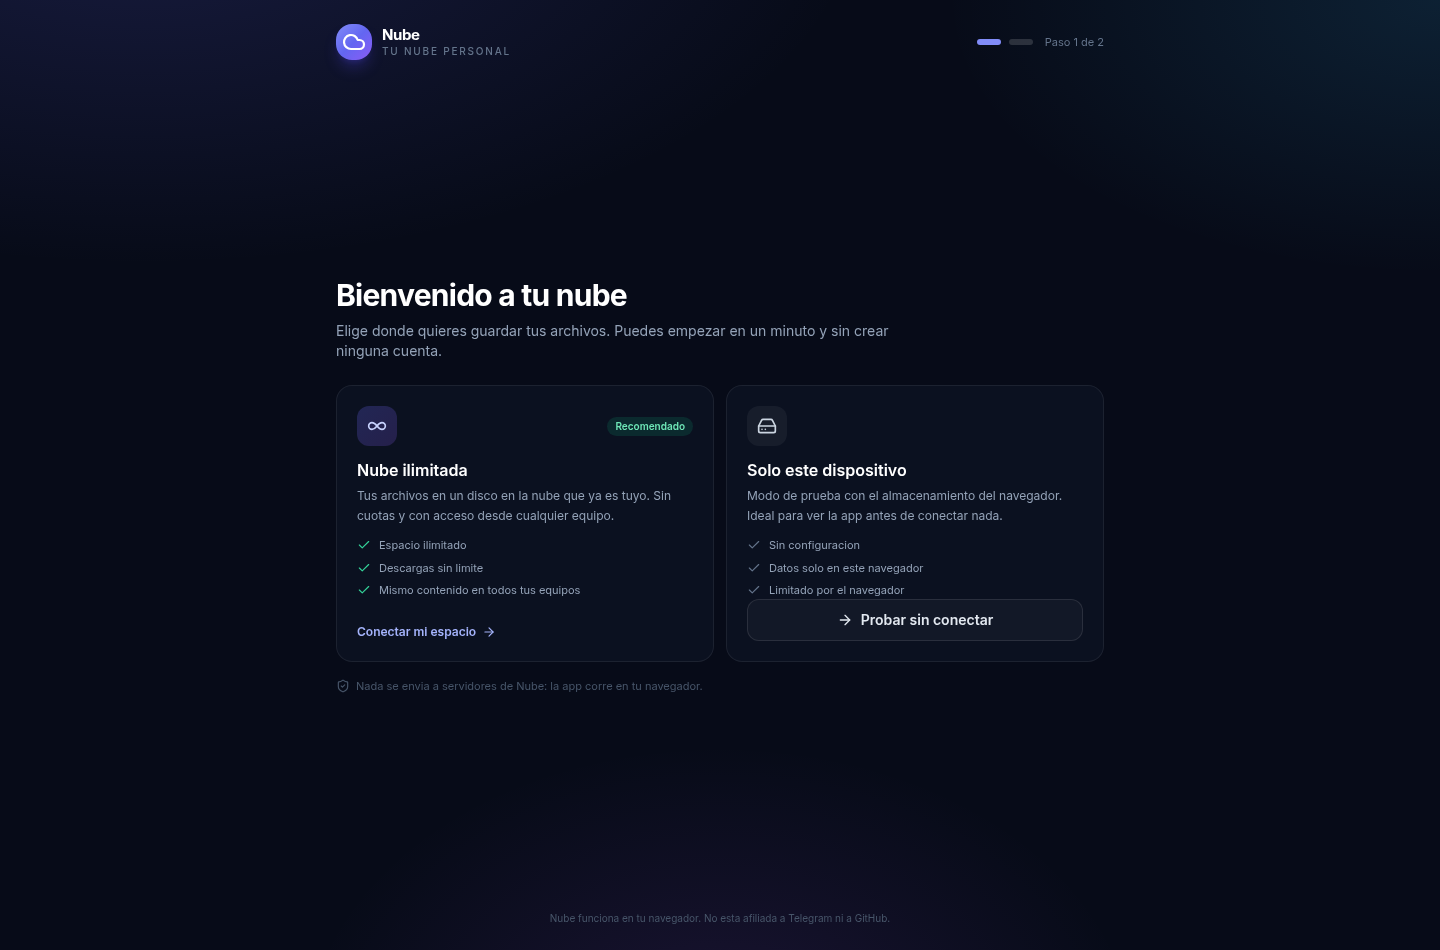 Nube
TU NUBE PERSONAL
Paso 1 de 2
Bienvenido a tu nube
Elige donde quieres guardar tus archivos. Puedes empezar en un minuto y sin crear
ninguna cuenta.
Recomendado
Nube ilimitada
Tus archivos en un disco en la nube que ya es tuyo. Sin
cuotas y con acceso desde cualquier equipo.
Espacio ilimitado
Descargas sin limite
Mismo contenido en todos tus equipos
Conectar mi espacio
Solo este dispositivo
Modo de prueba con el almacenamiento del navegador.
Ideal para ver la app antes de conectar nada.
Sin configuracion
Datos solo en este navegador
Limitado por el navegador
Probar sin conectar
Nada se envia a servidores de Nube: la app corre en tu navegador.
Nube funciona en tu navegador. No esta afiliada a Telegram ni a GitHub.